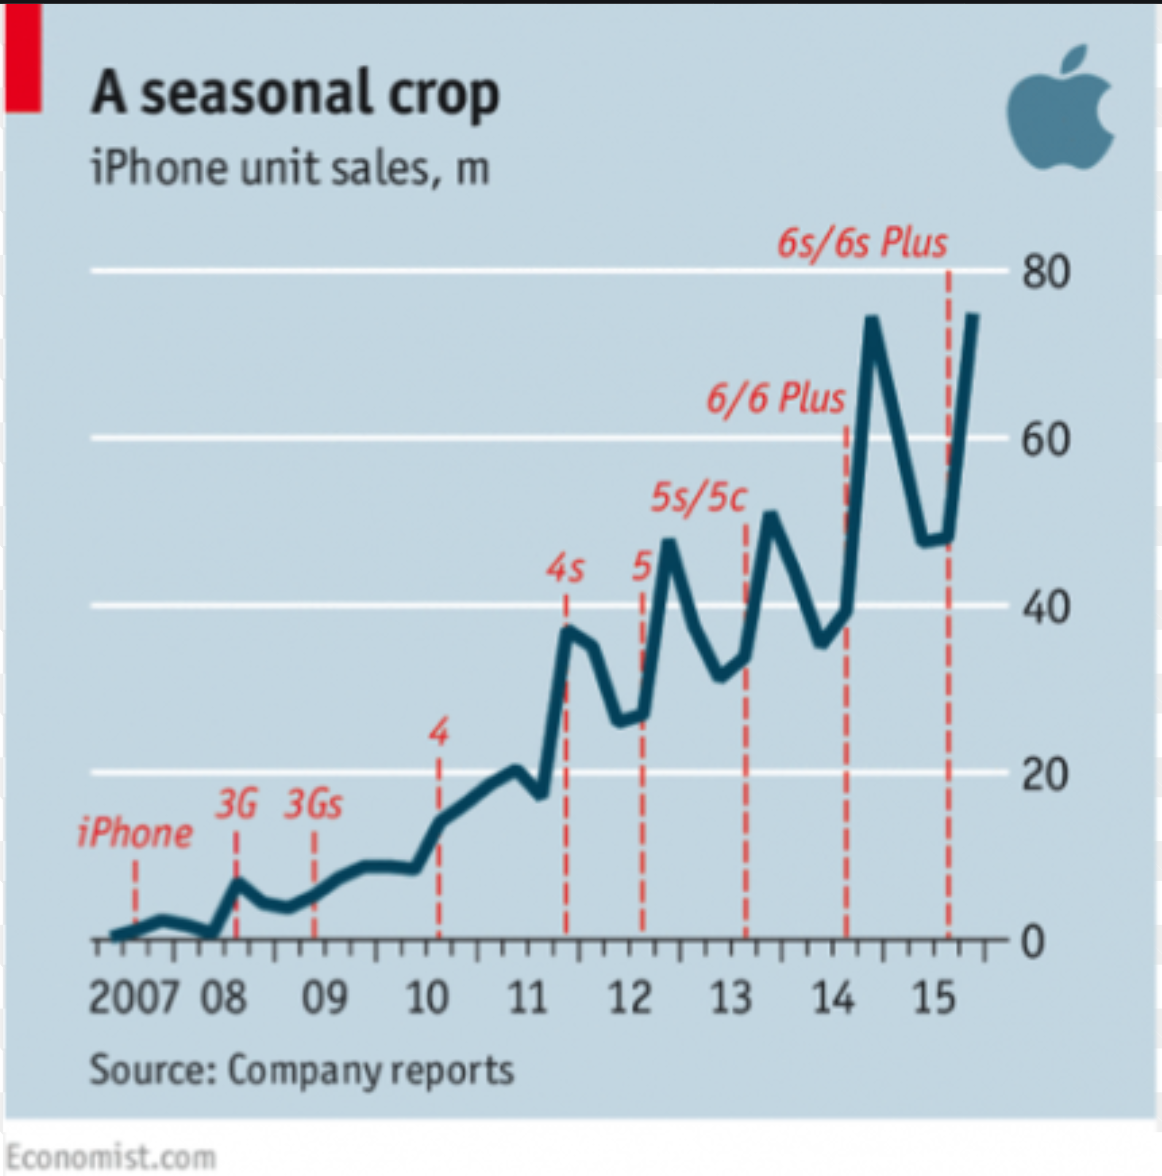 A seasonal crop
iPhone unit sales, m
6s/6s Plus
80
6/6 Plus
60
5s/5c
4s
5
40
4
20
3G
3Gs
iPhone
0
2007 08 09 10 11 12 13 14 15
Source: Company reports
Economist.com